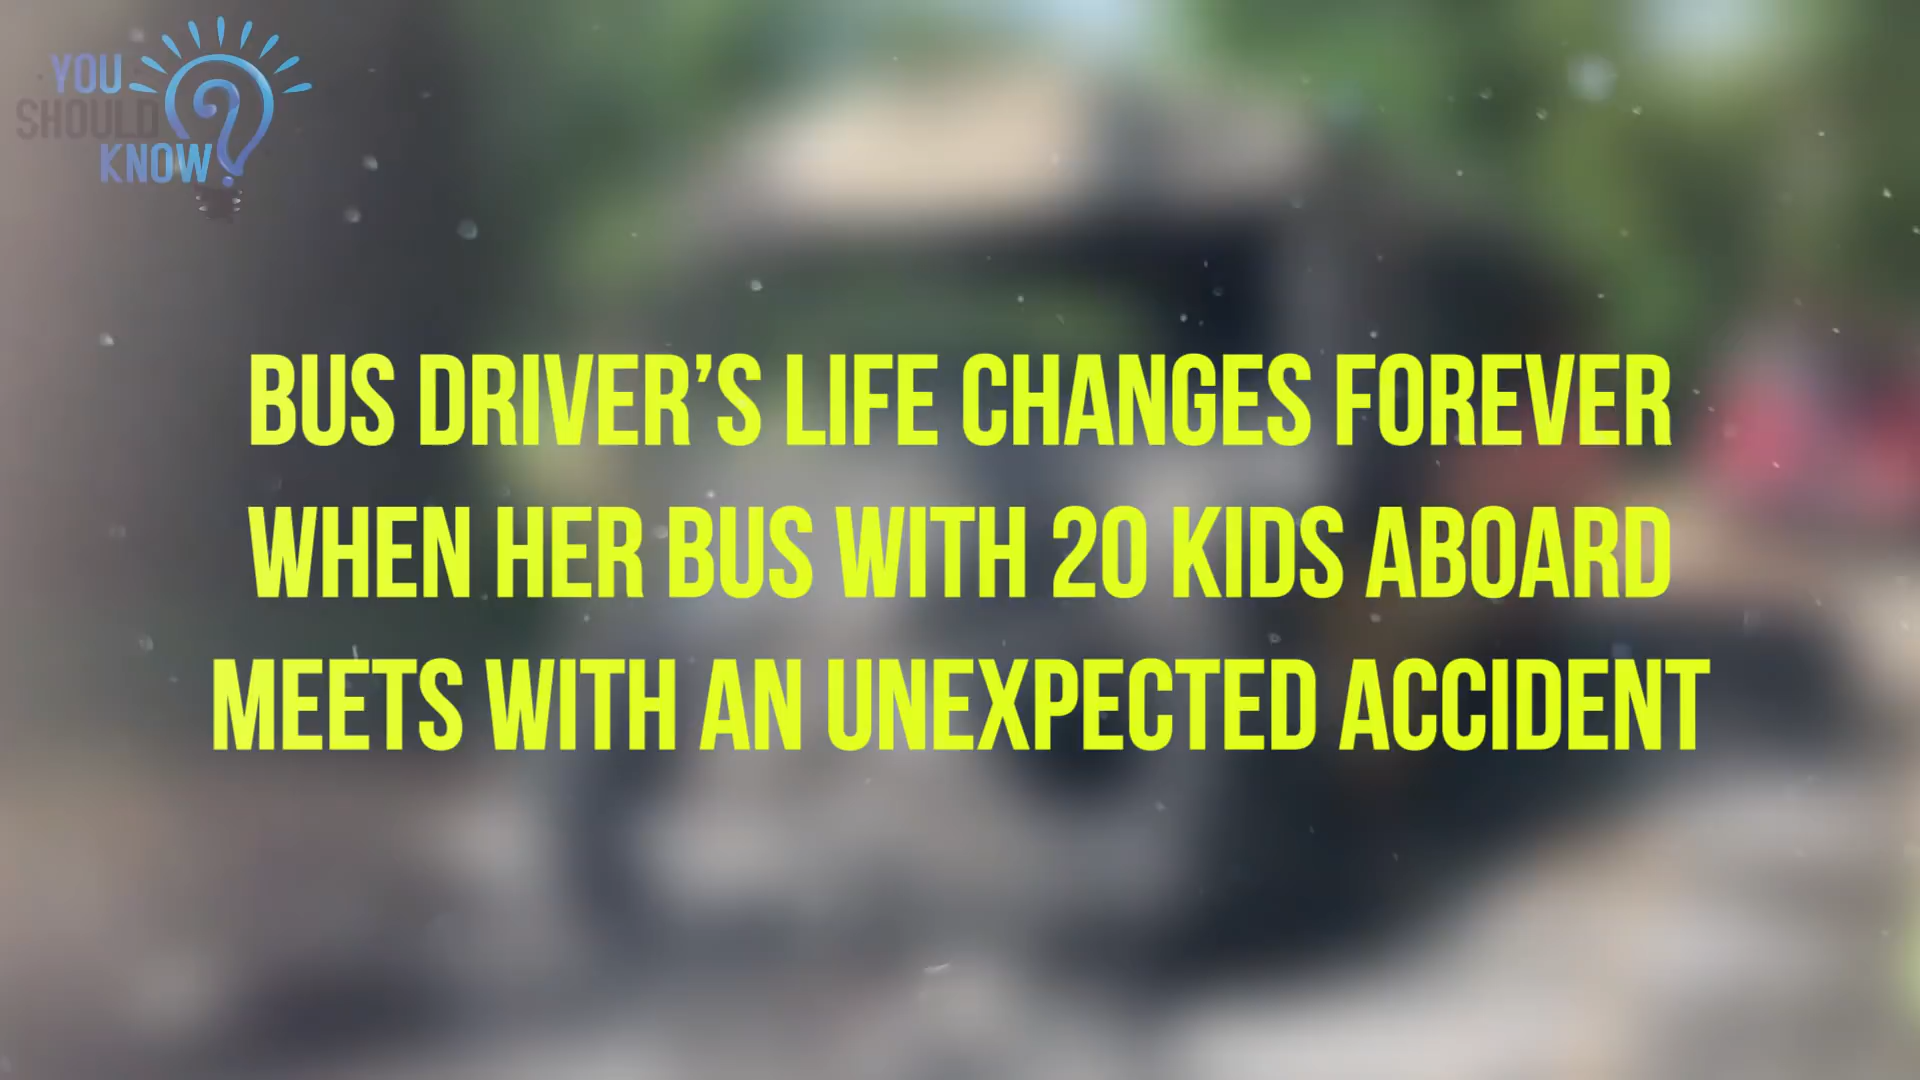 YOU
SHOULD
KNOW
BUS DRIVER’S LIFE CHANGES FOREVER
WHEN HER BUS WITH 20 KIDS ABOARD
MEETS WITH AN UNEXPECTED ACCIDENT